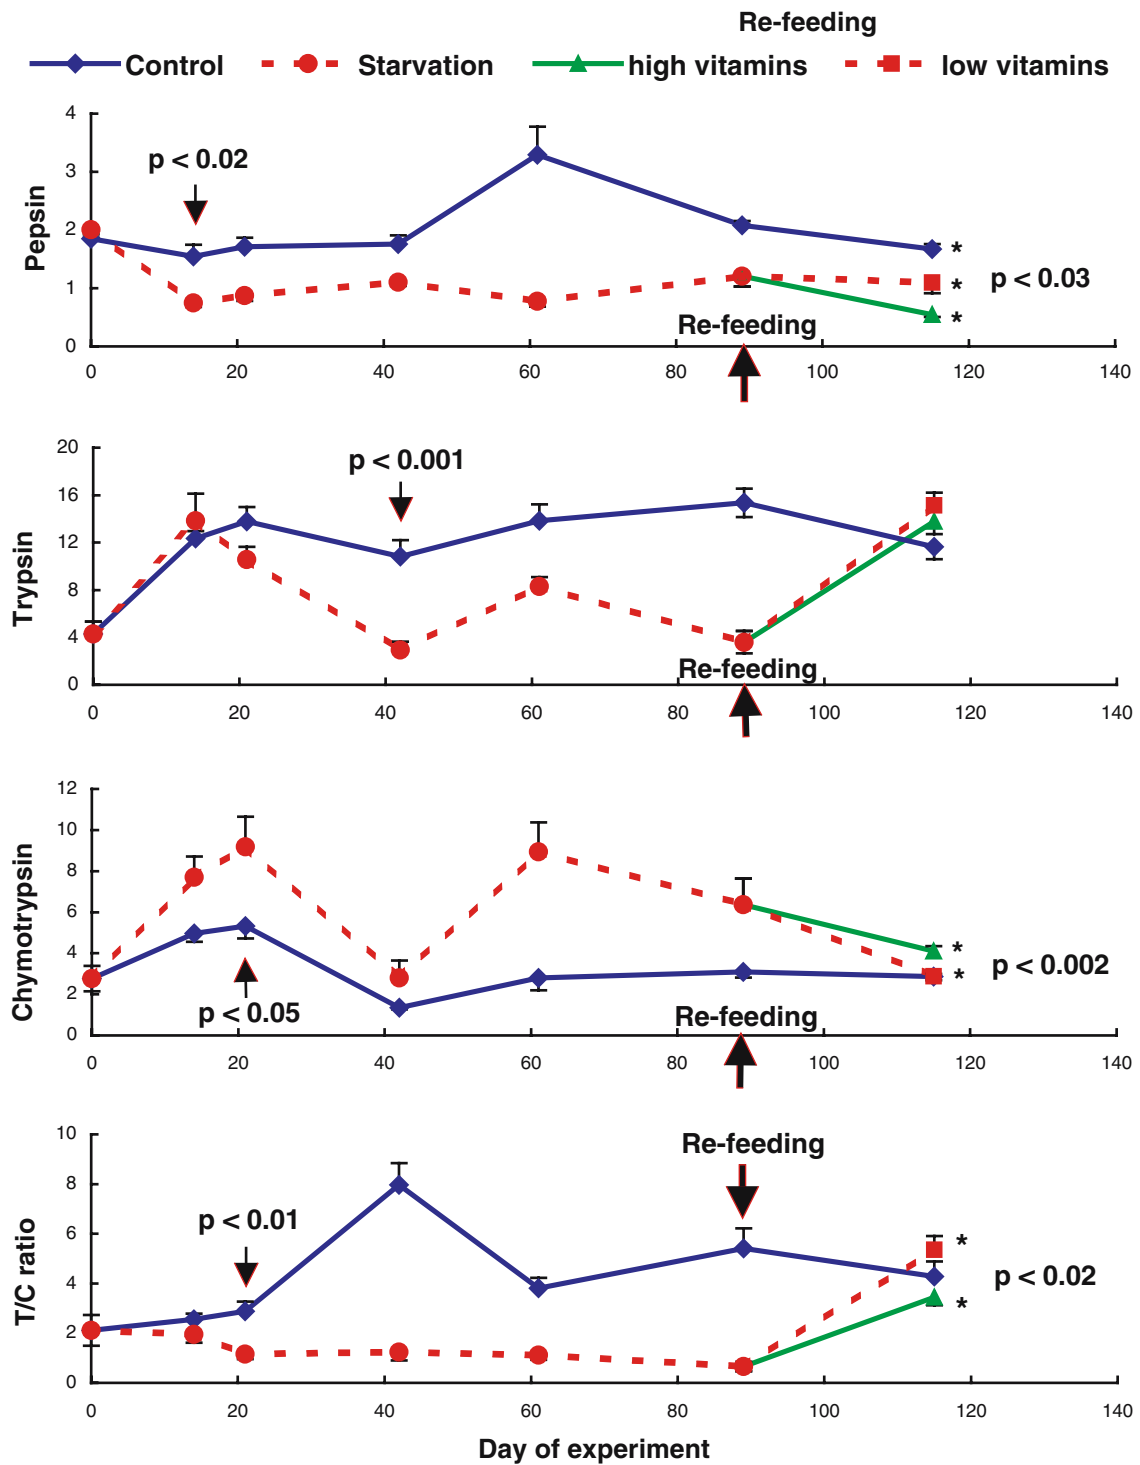 Re-feeding
Control Starvation high vitamins low vitamins
4
3
2
1
0
Pepsin
p < 0.02
* * *
p < 0.03
Re-feeding
0 20 40 60 80 100 120 140
20
16
12
8
4
0
Trypsin
p < 0.001
Re-feeding
0 20 40 60 80 100 120 140
12
10
8
6
4
2
0
Chymotrypsin
p < 0.05
* *
p < 0.002
Re-feeding
0 20 40 60 80 100 120 140
10
8
6
4
2
0
T/C ratio
Re-feeding
p < 0.01
* *
p < 0.02
0 20 40 60 80 100 120 140
Day of experiment